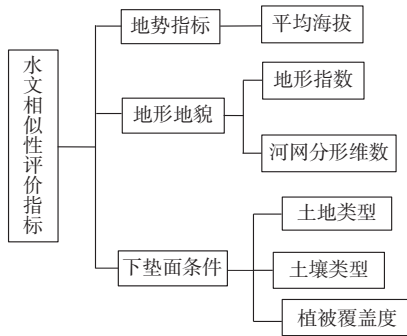 水文相似性评价指标
地势指标
平均海拔
地形地貌
地形指数
河网分形维数
下垫面条件
土地类型
土壤类型
植被覆盖度